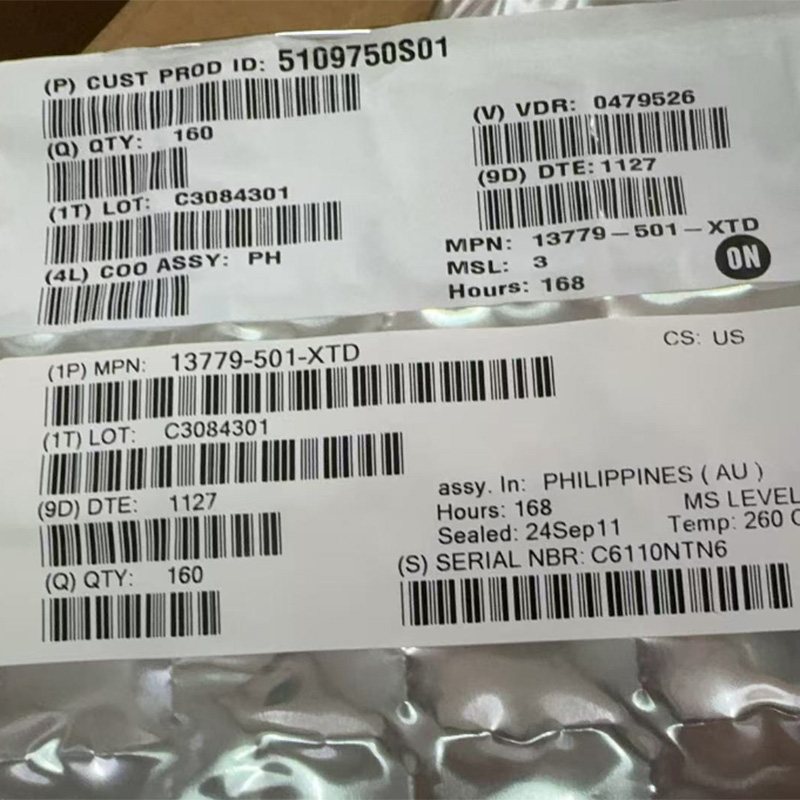 (P) CUST PROD ID: 5109750S01
(Q) QTY: 160
(1T) LOT: C3084301
(4L) COO ASSY: PH
(V) VDR: 0479526
(9D) DTE: 1127
MPN: 13779-501-XTD
MSL: 3
Hours: 168
ON
(1P) MPN: 13779-501-XTD
CS: US
(1T) LOT: C3084301
(9D) DTE: 1127
(Q) QTY: 160
assy. In: PHILIPPINES ( AU )
Hours: 168 MS LEVEL
Sealed: 24Sep11 Temp: 260 C
(S) SERIAL NBR: C6110NTN6